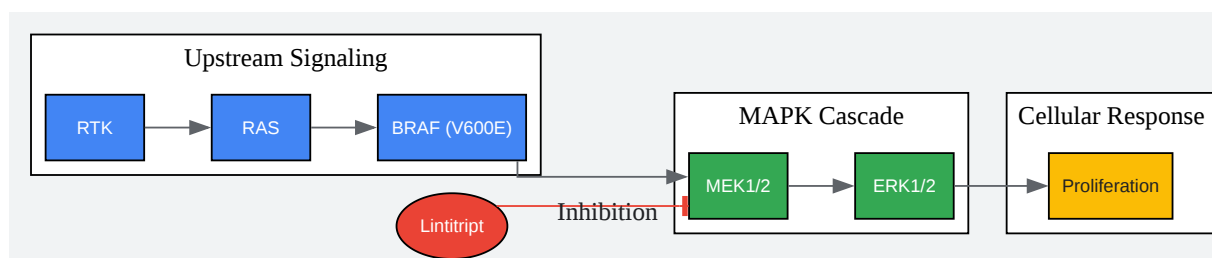 Upstream Signaling
RTK
RAS
BRAF (V600E)
MAPK Cascade
MEK1/2
ERK1/2
Cellular Response
Proliferation
Lintitript
Inhibition